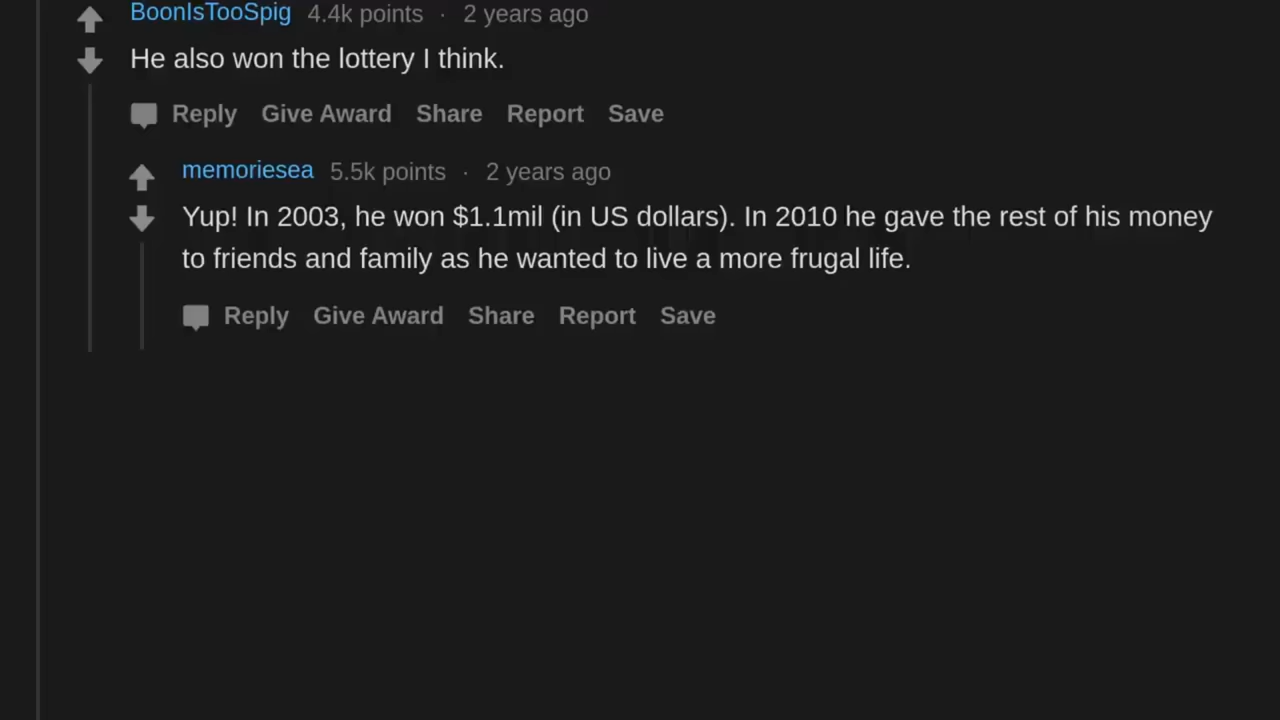 BoonIsTooSpig 4.4k points · 2 years ago
He also won the lottery I think.
Reply Give Award Share Report Save
memoriesea 5.5k points · 2 years ago
Yup! In 2003, he won $1.1mil (in US dollars). In 2010 he gave the rest of his money
to friends and family as he wanted to live a more frugal life.
Reply Give Award Share Report Save